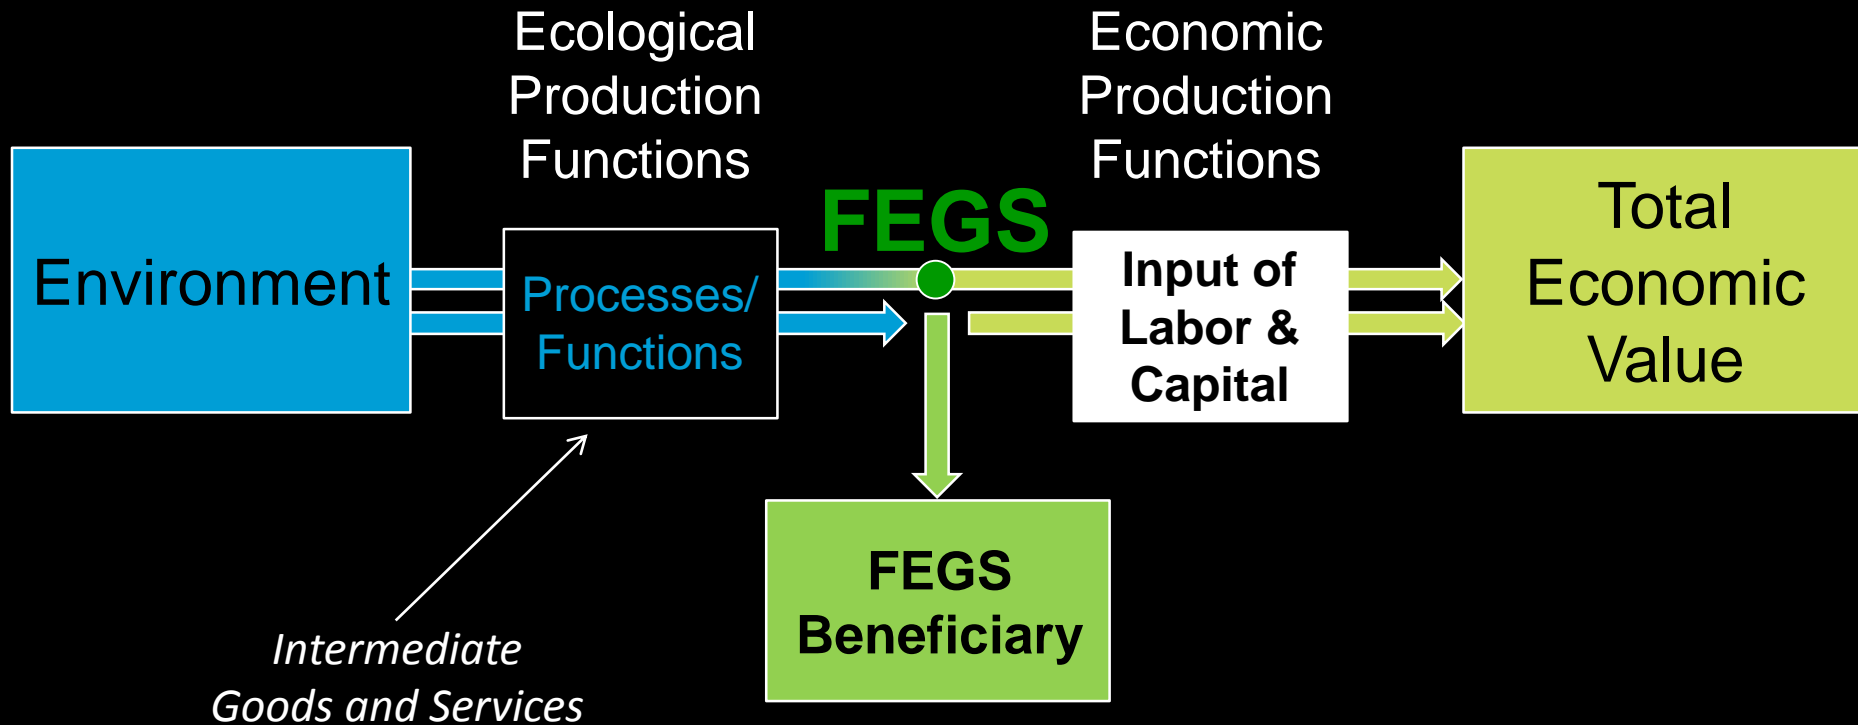 Ecological
Production
Functions
Economic
Production
Functions
Environment
Processes/
Functions
FEGS
Input of
Labor &
Capital
Total
Economic
Value
FEGS
Beneficiary
Intermediate
Goods and Services